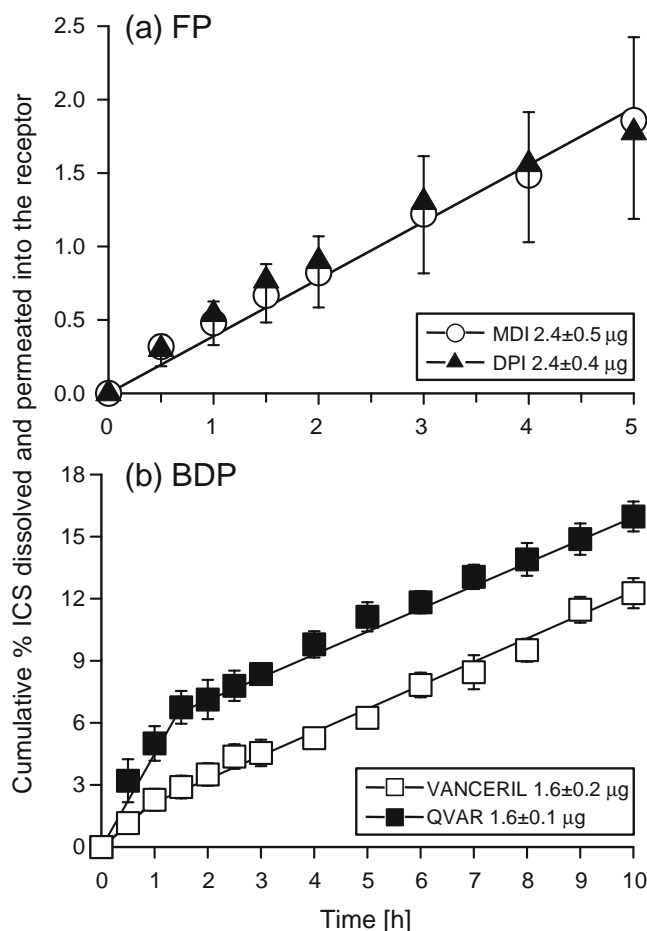 Cumulative % ICS dissolved and permeated into the receptor
(a) FP
2.5
2.0
1.5
1.0
0.5
0.0
0 1 2 3 4 5
MDI 2.4±0.5 µg
DPI 2.4±0.4 µg
(b) BDP
18
15
12
9
6
3
0
0 1 2 3 4 5 6 7 8 9 10
VANCERIL 1.6±0.2 µg
QVAR 1.6±0.1 µg
Time [h]